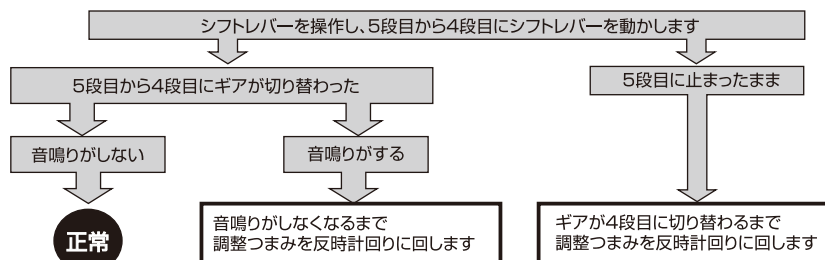 シフトレバーを操作し、5段目から4段目にシフトレバーを動かします
5段目から4段目にギアが切り替わった
5段目に止まったまま
音鳴りがしない
音鳴りがする
正常
音鳴りがしなくなるまで
調整つまみを反時計回りに回します
ギアが4段目に切り替わるまで
調整つまみを反時計回りに回します